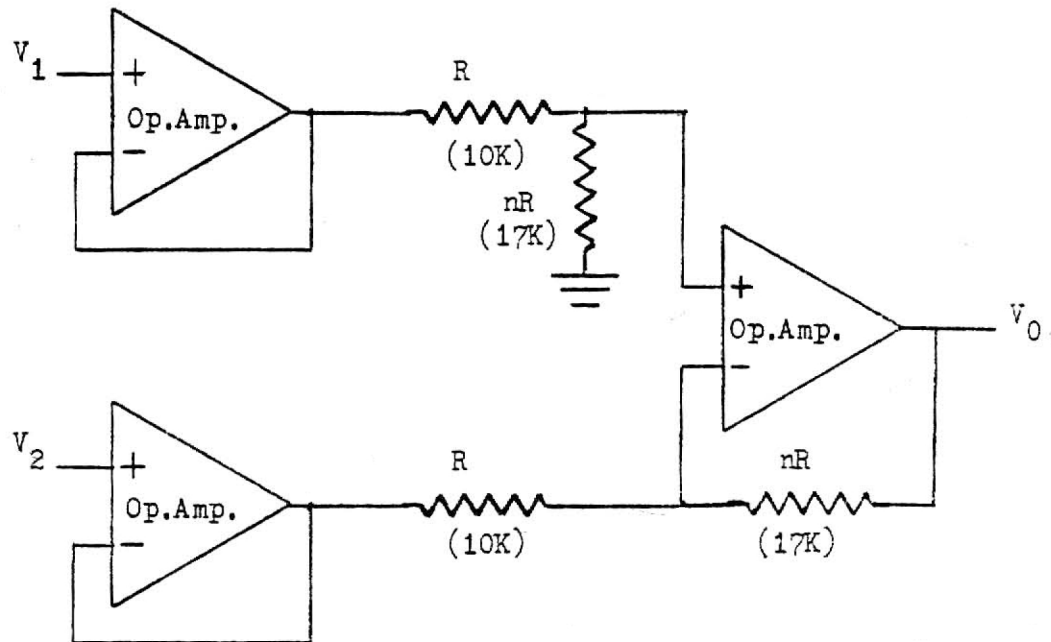 V1
+
Op.Amp.
−
R
(10K)
nR
(17K)
+
Op.Amp.
−
V0
V2
+
Op.Amp.
−
R
(10K)
nR
(17K)